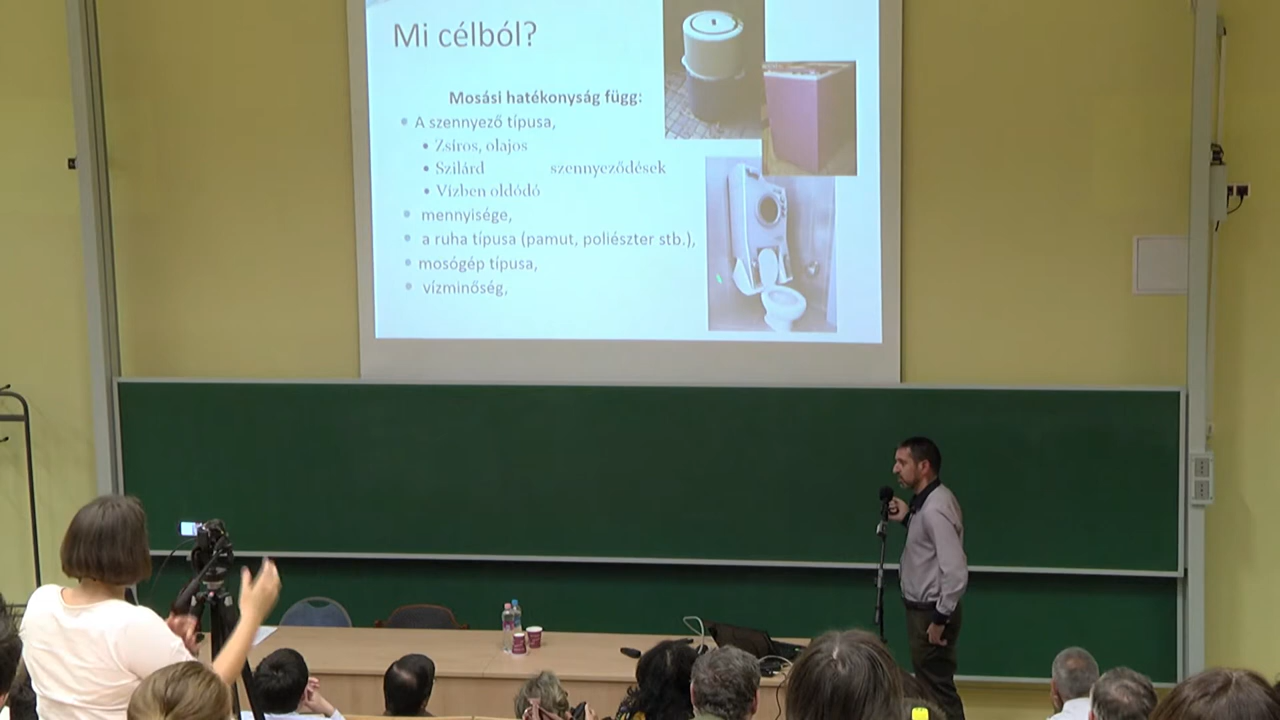 Mi célból?
Mosási hatékonyság függ:
• A szennyező típusa,
• Zsíros, olajos
• Szilárd szennyeződések
• Vízben oldódó
• mennyisége,
• a ruha típusa (pamut, poliészter stb.),
• mosógép típusa,
• vízminőség,